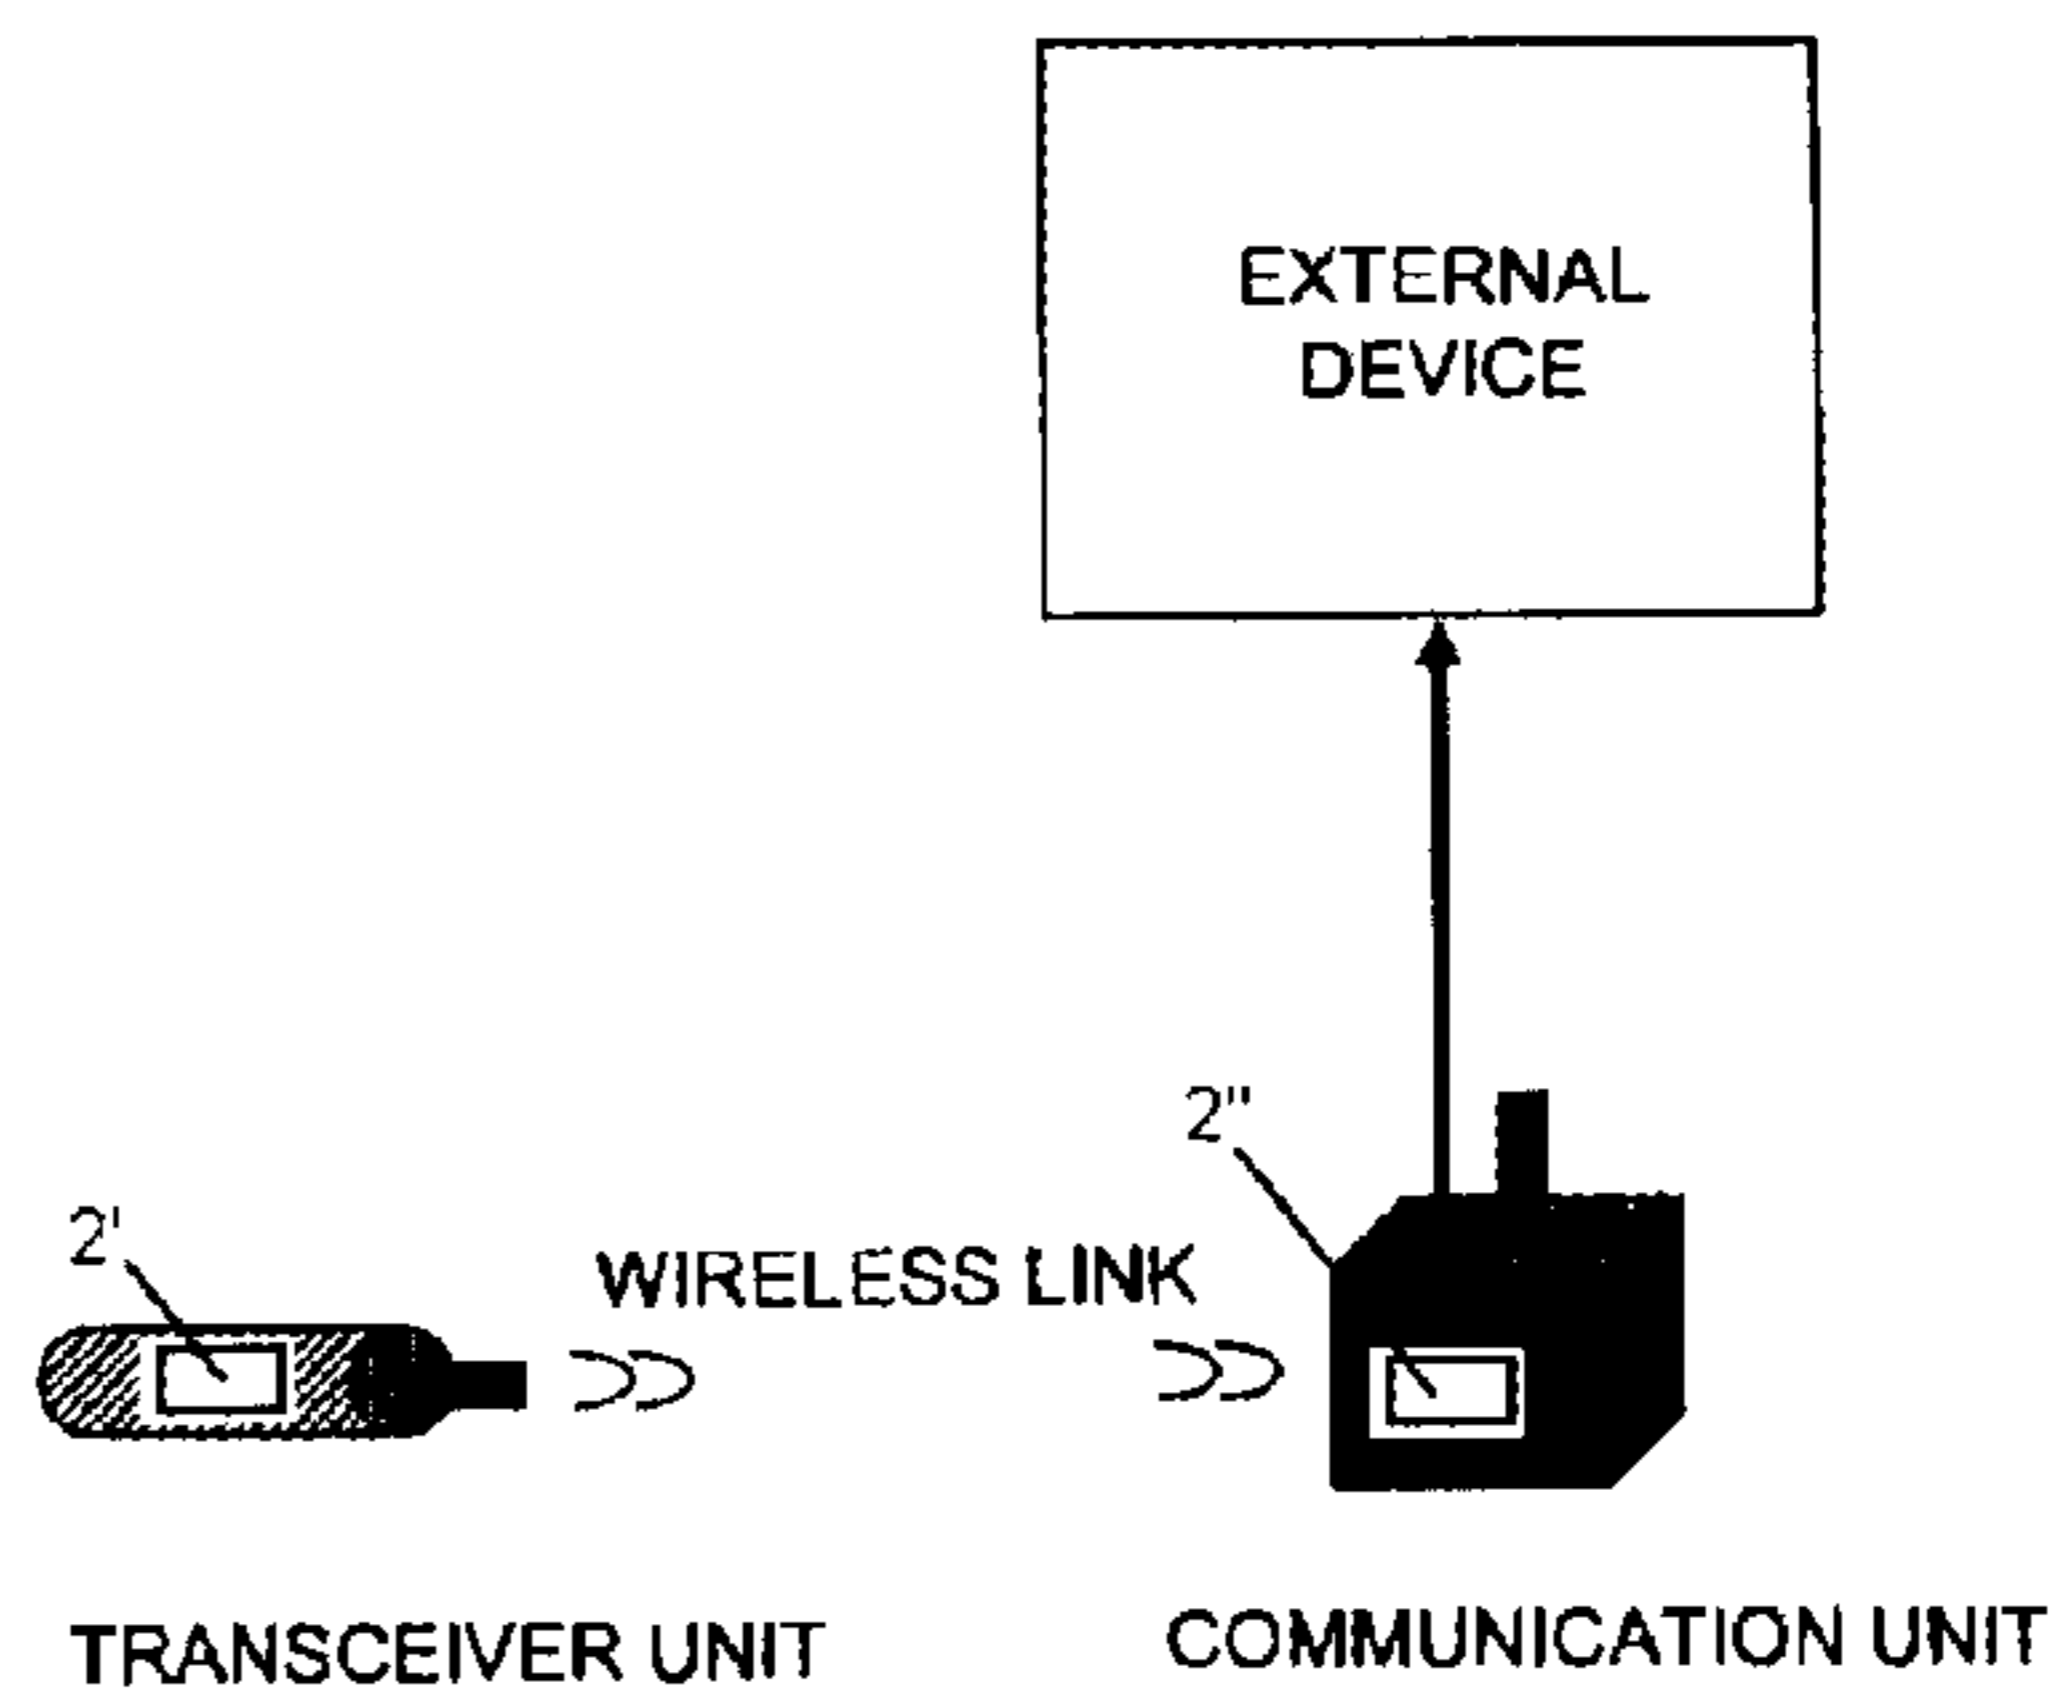 EXTERNAL
DEVICE
2"
2'
WIRELESS LINK
TRANSCEIVER UNIT
COMMUNICATION UNIT